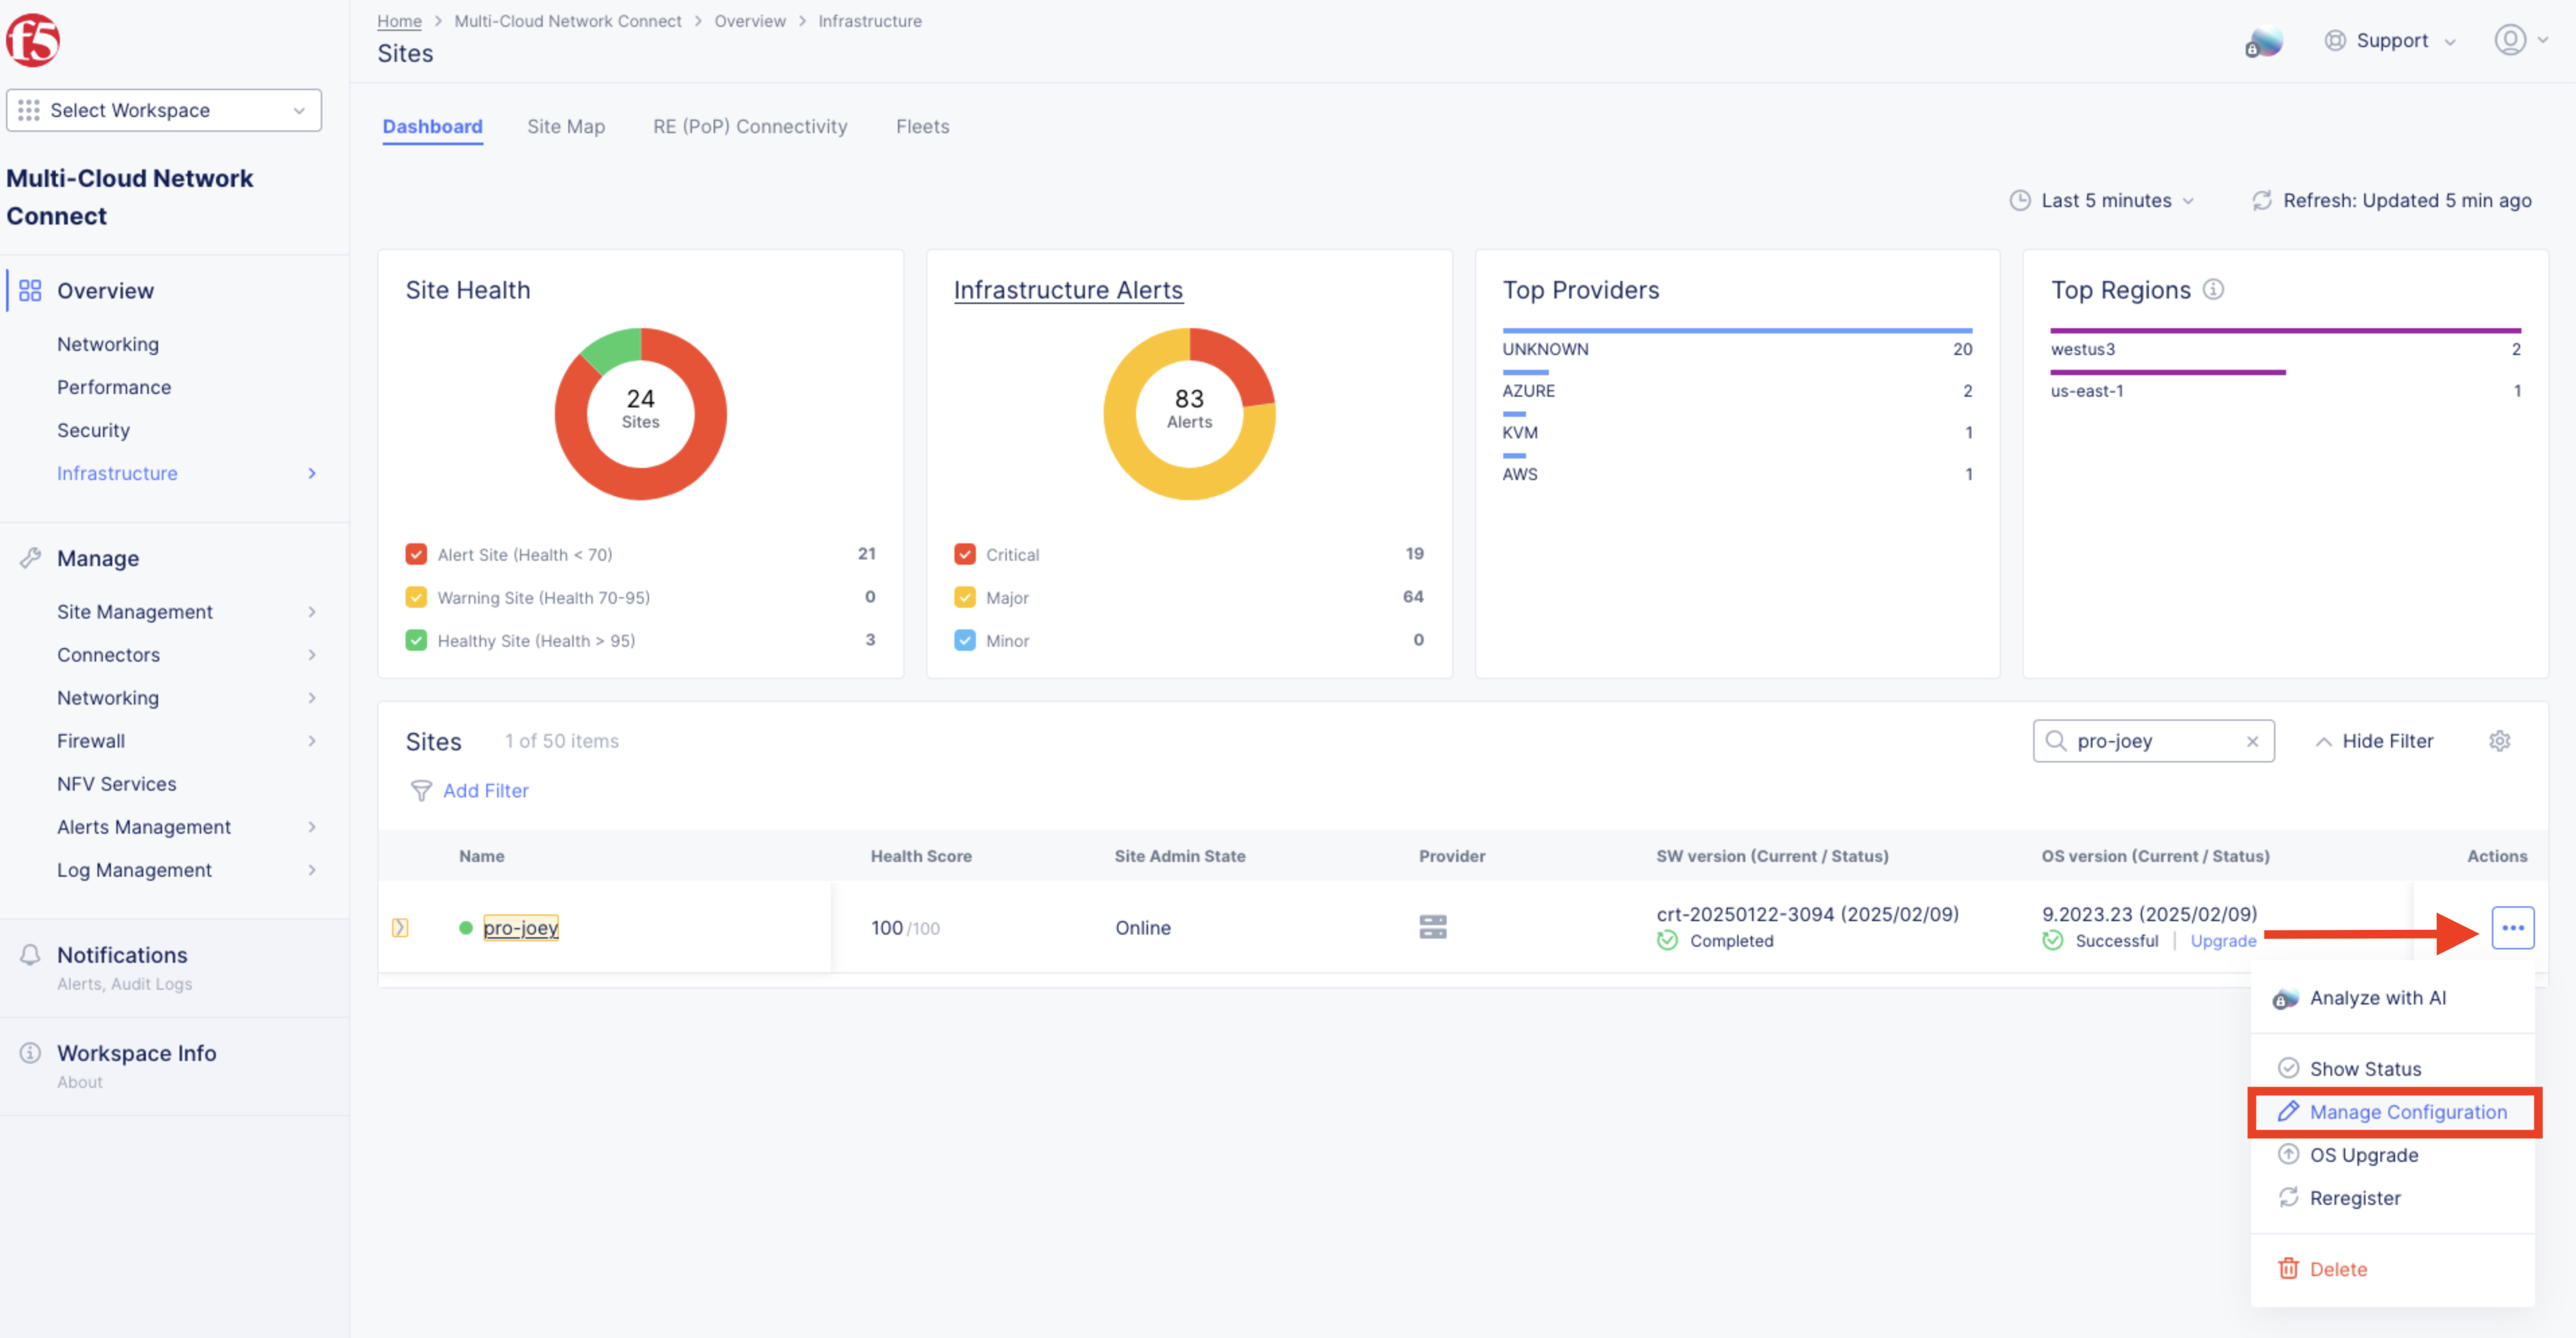 f5
Home > Multi-Cloud Network Connect > Overview > Infrastructure
Sites
Support
Select Workspace
Multi-Cloud Network
Connect
Overview
Networking
Performance
Security
Infrastructure
Manage
Site Management
Connectors
Networking
Firewall
NFV Services
Alerts Management
Log Management
Notifications
Alerts, Audit Logs
Workspace Info
About
Dashboard Site Map RE (PoP) Connectivity Fleets
Last 5 minutes Refresh: Updated 5 min ago
Site Health
24
Sites
Alert Site (Health < 70) 21
Warning Site (Health 70-95) 0
Healthy Site (Health > 95) 3
Infrastructure Alerts
83
Alerts
Critical 19
Major 64
Minor 0
Top Providers
UNKNOWN 20
AZURE 2
KVM 1
AWS 1
Top Regions
westus3 2
us-east-1 1
Sites 1 of 50 items pro-joey Hide Filter
Add Filter
Name Health Score Site Admin State Provider SW version (Current / Status) OS version (Current / Status) Actions
pro-joey 100 /100 Online crt-20250122-3094 (2025/02/09) 9.2023.23 (2025/02/09)
Completed Successful | Upgrade
Analyze with AI
Show Status
Manage Configuration
OS Upgrade
Reregister
Delete